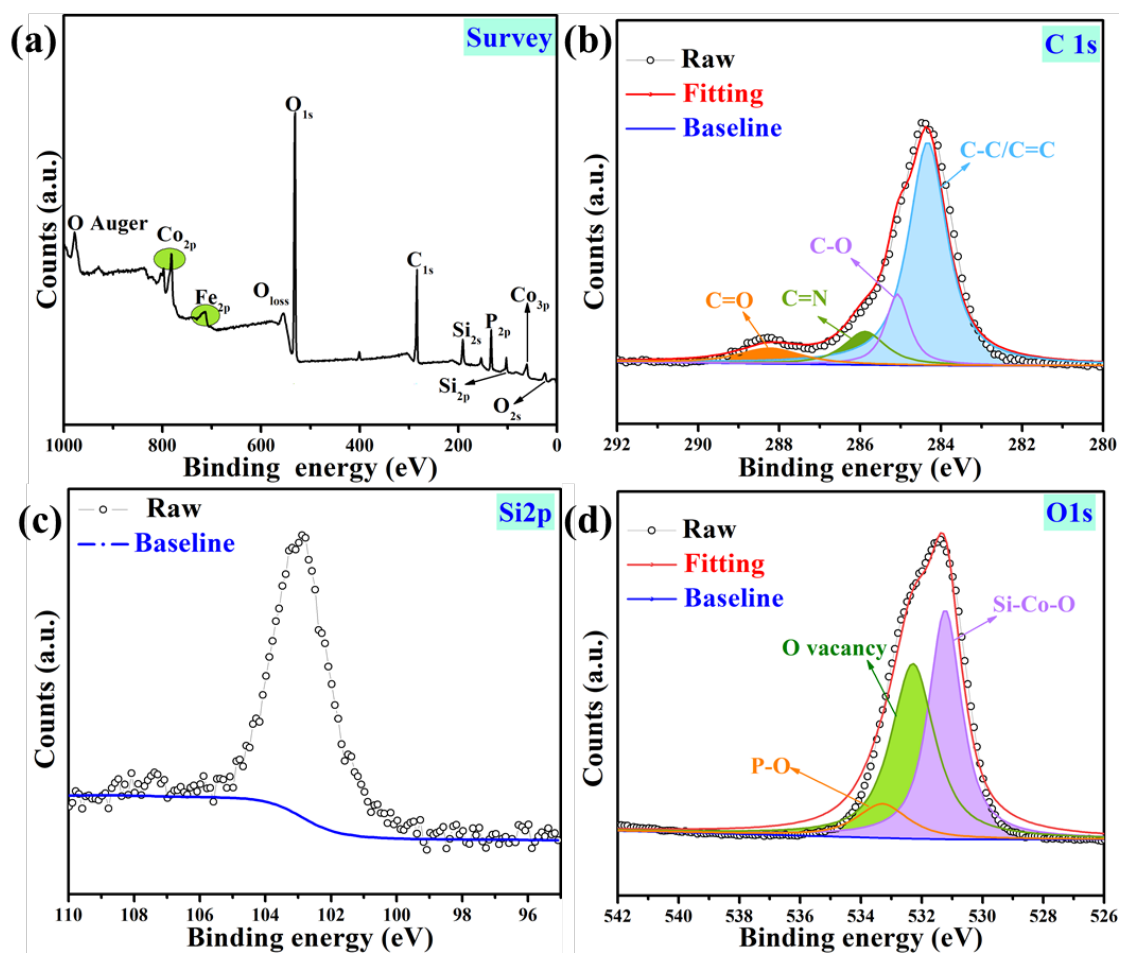 (a)
Survey
O Auger
Co2p
Fe2p
Oloss
O1s
C1s
Si2s
P2p
Co3p
Si2p
O2s
Counts (a.u.)
1000 800 600 400 200 0
Binding energy (eV)
(b)
C 1s
Raw
Fitting
Baseline
C-C/C=C
C-O
C=N
C=O
Counts (a.u.)
292 290 288 286 284 282 280
Binding energy (eV)
(c)
Si2p
Raw
Baseline
Counts (a.u.)
110 108 106 104 102 100 98 96
Binding energy (eV)
(d)
O1s
Raw
Fitting
Baseline
Si-Co-O
O vacancy
P-O
Counts (a.u.)
542 540 538 536 534 532 530 528 526
Binding energy (eV)